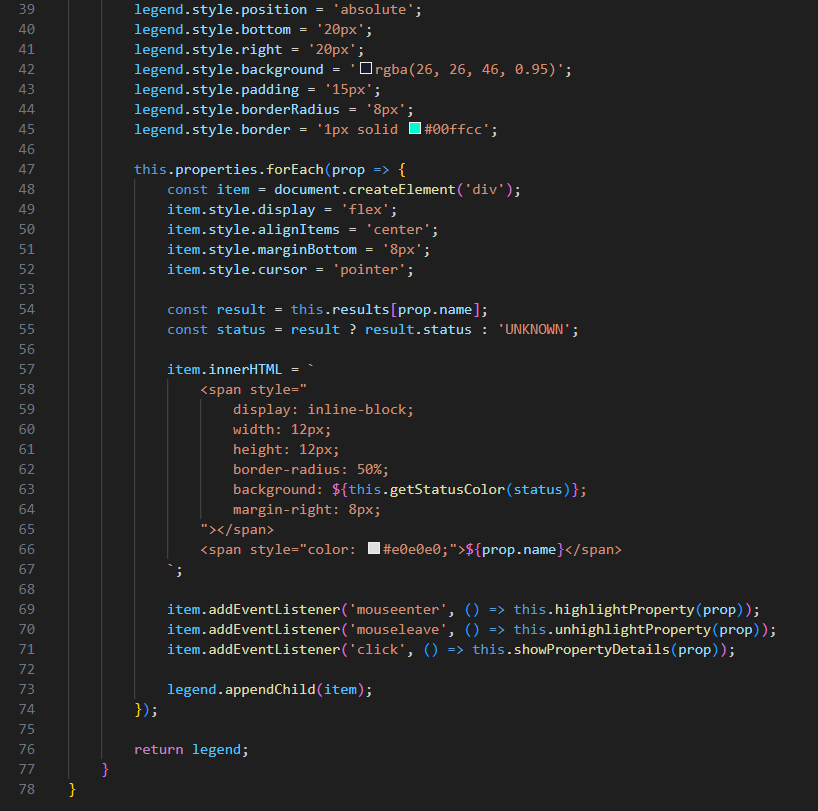 39 legend.style.position = 'absolute';
40 legend.style.bottom = '20px';
41 legend.style.right = '20px';
42 legend.style.background = 'rgba(26, 26, 46, 0.95)';
43 legend.style.padding = '15px';
44 legend.style.borderRadius = '8px';
45 legend.style.border = '1px solid #00ffcc';
46
47 this.properties.forEach(prop => {
48 const item = document.createElement('div');
49 item.style.display = 'flex';
50 item.style.alignItems = 'center';
51 item.style.marginBottom = '8px';
52 item.style.cursor = 'pointer';
53
54 const result = this.results[prop.name];
55 const status = result ? result.status : 'UNKNOWN';
56
57 item.innerHTML = `
58 <span style="
59 display: inline-block;
60 width: 12px;
61 height: 12px;
62 border-radius: 50%;
63 background: ${this.getStatusColor(status)};
64 margin-right: 8px;
65 "></span>
66 <span style="color: #e0e0e0;">${prop.name}</span>
67 `;
68
69 item.addEventListener('mouseenter', () => this.highlightProperty(prop));
70 item.addEventListener('mouseleave', () => this.unhighlightProperty(prop));
71 item.addEventListener('click', () => this.showPropertyDetails(prop));
72
73 legend.appendChild(item);
74 });
75
76 return legend;
77 }
78 }